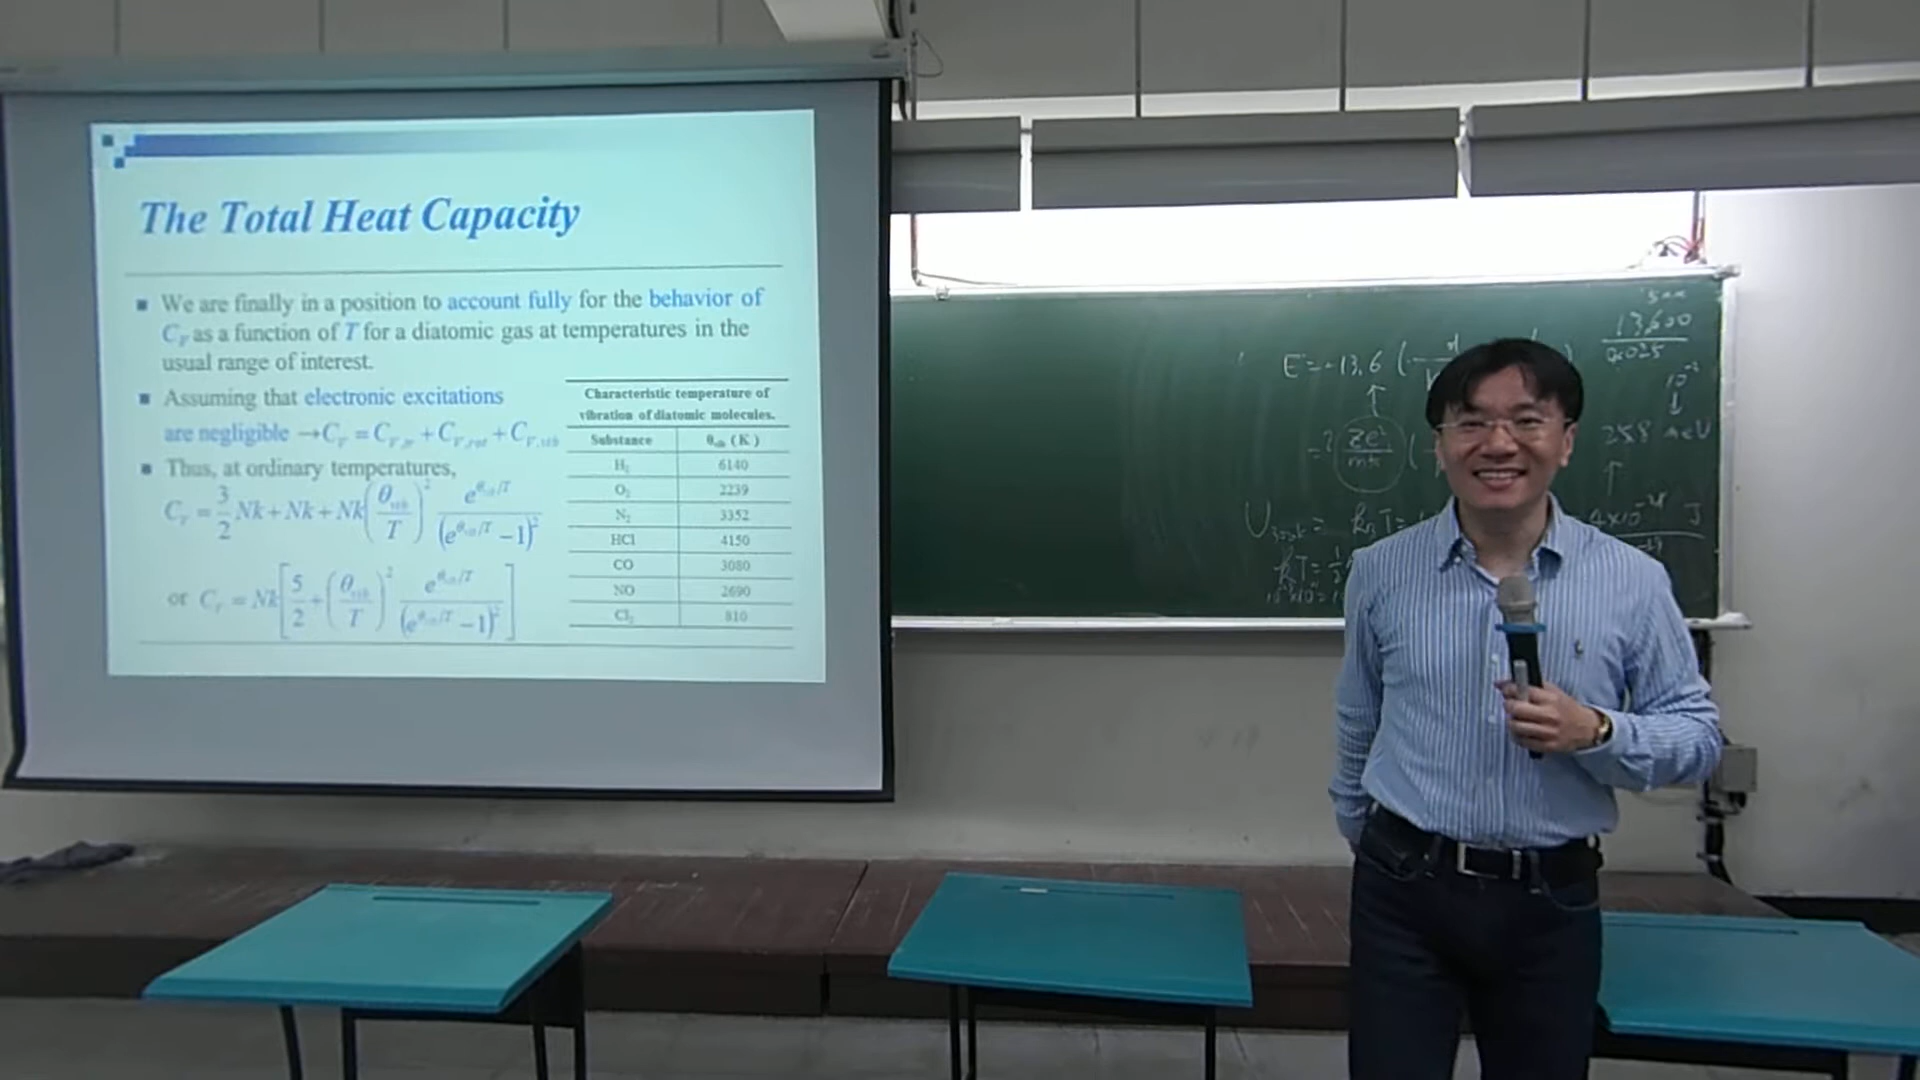 The Total Heat Capacity
We are finally in a position to account fully for the behavior of
C_V as a function of T for a diatomic gas at temperatures in the
usual range of interest.
Assuming that electronic excitations
are negligible → C_V = C_V,tr + C_V,rot + C_V,vib
Thus, at ordinary temperatures,
C_V = 3/2 Nk + Nk + Nk (θ_vib/T)^2 e^(θ_vib/T) / (e^(θ_vib/T) −1)^2
or C_V = Nk [5/2 + (θ_vib/T)^2 e^(θ_vib/T) / (e^(θ_vib/T) −1)^2]
Characteristic temperature of
vibration of diatomic molecules.
Substance θ_vib (K)
H₂ 6140
O₂ 2239
N₂ 3352
HCl 4150
CO 3080
NO 2690
Cl₂ 810
13,600
0.025
E = -13.6 (
10^-2
Ze²
25.8 meV
k_B T =
J